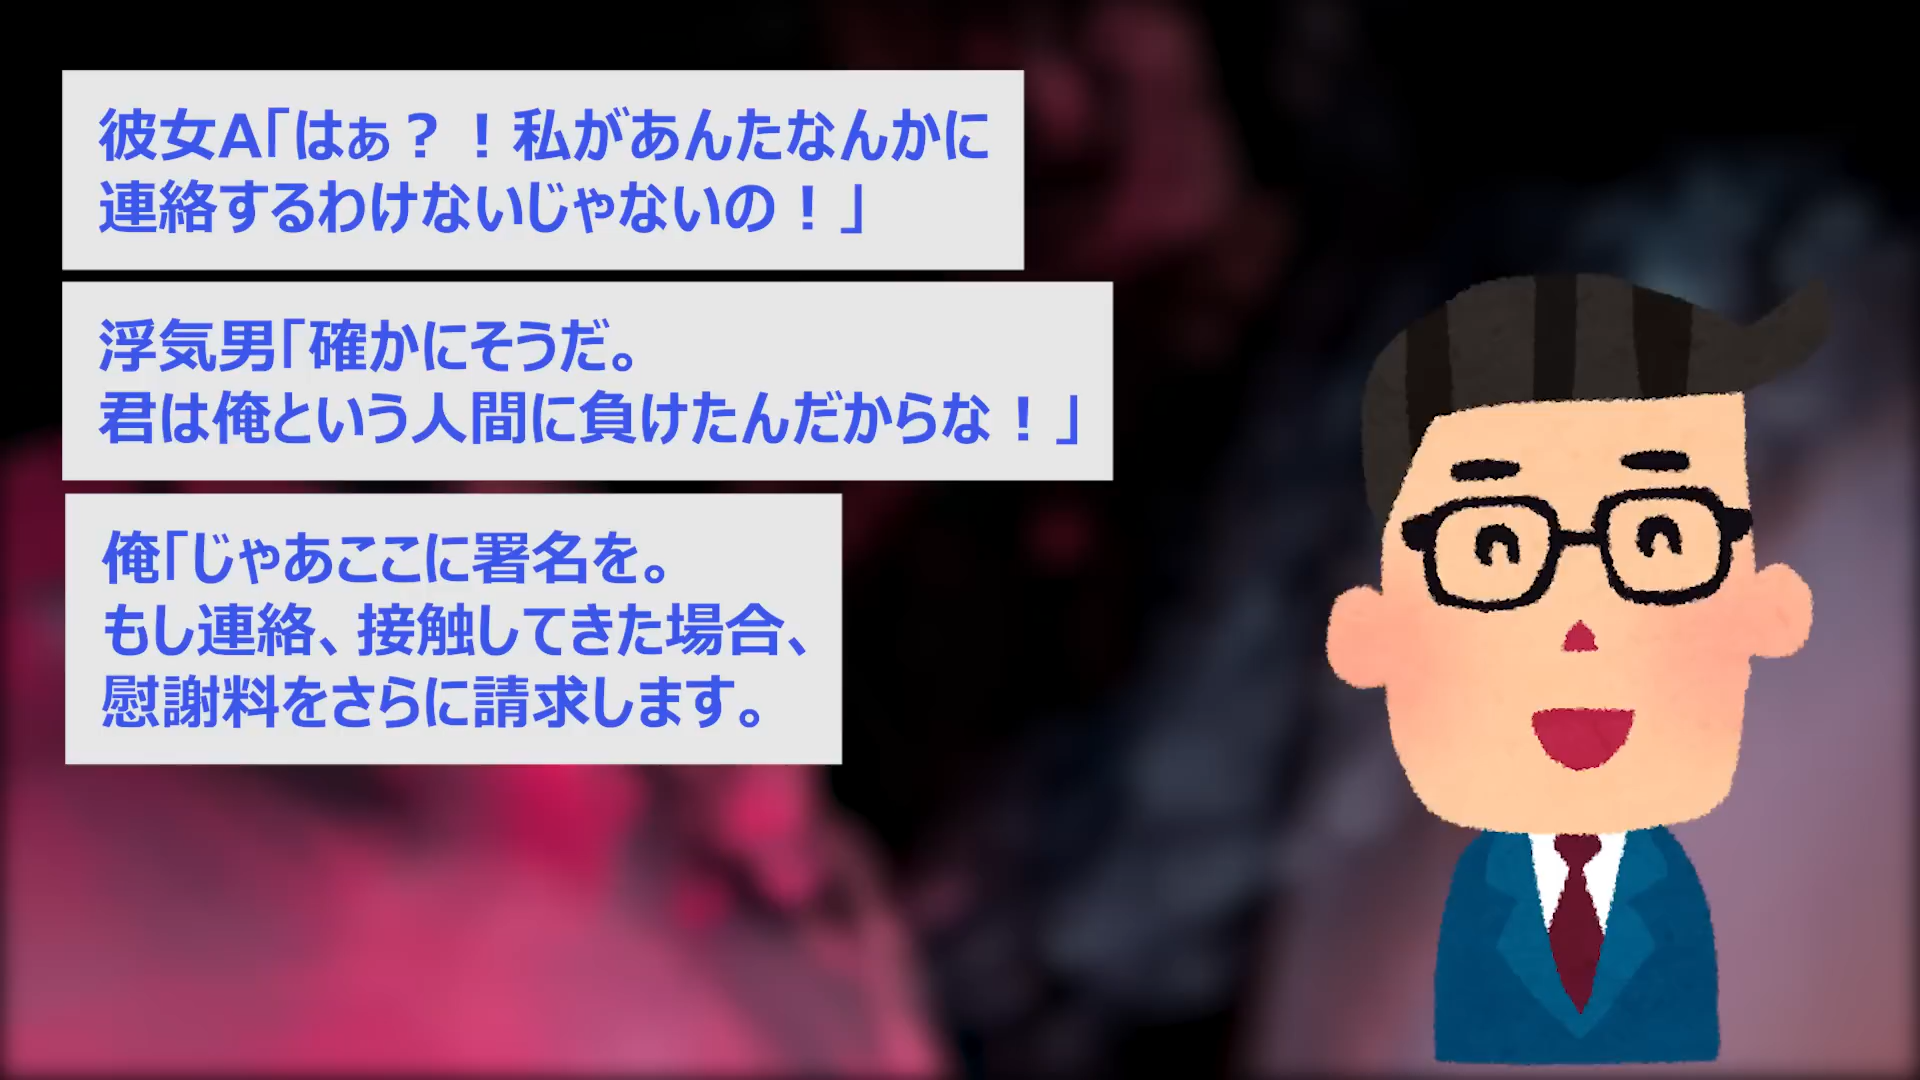 彼女A「はぁ？！私があんたなんかに
連絡するわけないじゃないの！」
浮気男「確かにそうだ。
君は俺という人間に負けたんだからな！」
俺「じゃあここに署名を。
もし連絡、接触してきた場合、
慰謝料をさらに請求します。